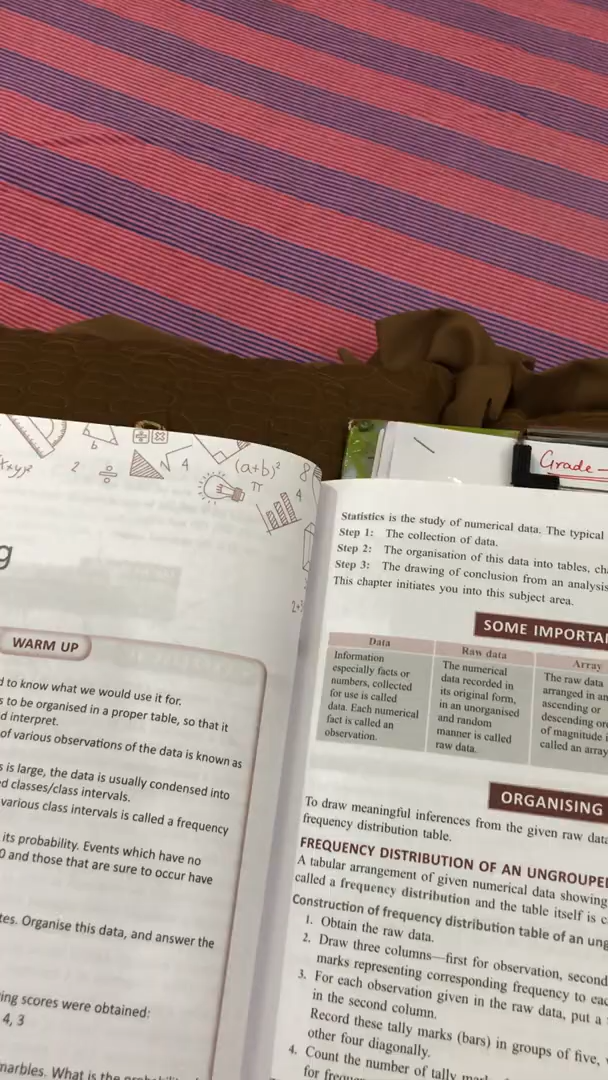 b
2 ÷ √4 (a+b)² 8
π 4
g
WARM UP
to know what we would use it for.
to be organised in a proper table, so that it
interpret.
of various observations of the data is known as
is large, the data is usually condensed into
classes/class intervals.
various class intervals is called a frequency
its probability. Events which have no
0 and those that are sure to occur have
Organise this data, and answer the
scores were obtained:
4, 3
marbles. What is the
Grade –
Statistics is the study of numerical data. The typical
Step 1: The collection of data.
Step 2: The organisation of this data into tables,
Step 3: The drawing of conclusion from an analysis
This chapter initiates you into this subject area.
SOME
Data
Information
especially facts or
numbers, collected
for use is called
data. Each numerical
fact is called an
observation.
Raw data
The numerical
data recorded in
its original form,
in an unorganised
and random
manner is called
raw data.
Array
The raw data
arranged in an
ascending or
descending
of magnitude
called an array
ORGANISING
To draw meaningful inferences from the given raw
frequency distribution table.
FREQUENCY DISTRIBUTION OF AN
A tabular arrangement of given numerical data showing
called a frequency distribution and the table itself is
Construction of frequency distribution table of an
1. Obtain the raw data.
2. Draw three columns—first for observation, second
marks representing corresponding frequency to
3. For each observation given in the raw data, put a
in the second column.
Record these tally marks (bars) in groups of five,
other four diagonally.
4. Count the number of tally
for